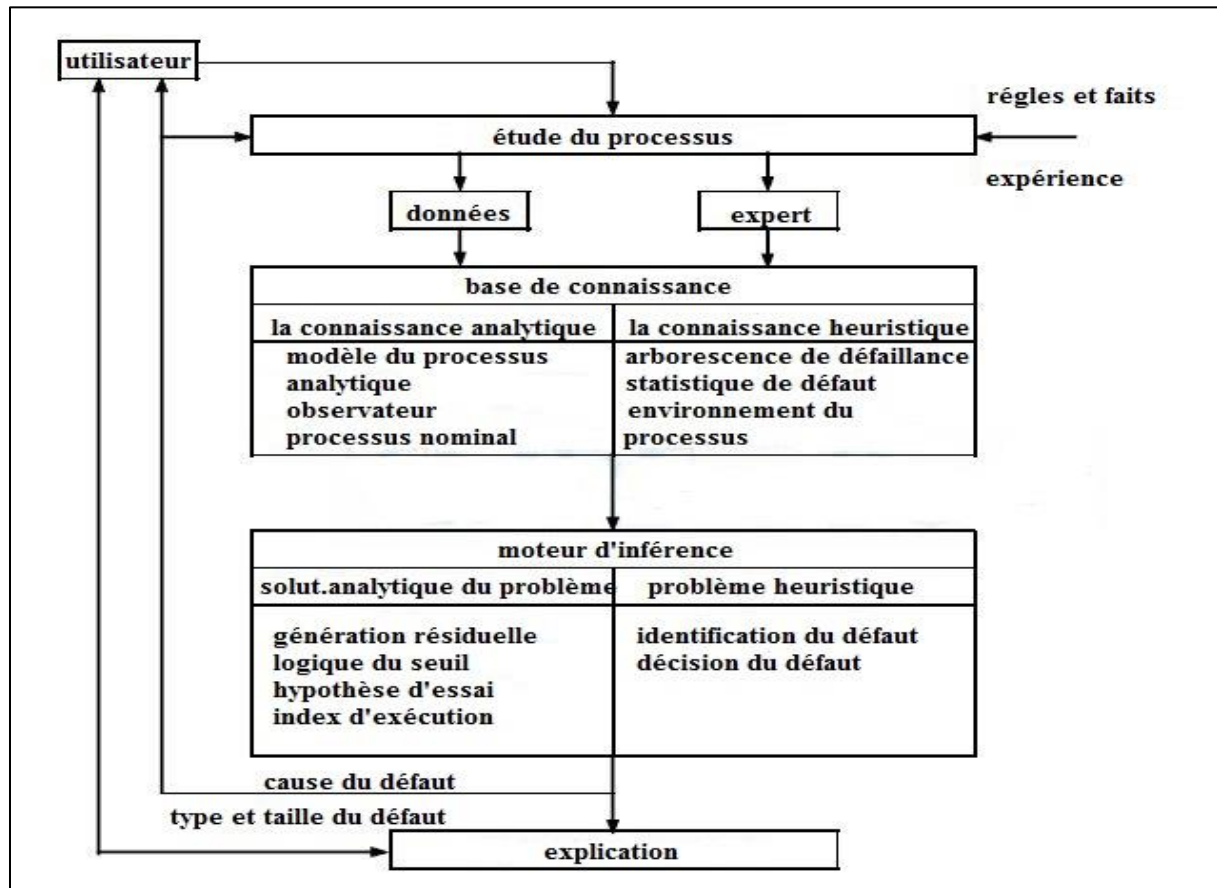 utilisateur
régles et faits
étude du processus
expérience
données
expert
base de connaissance
la connaissance analytique
la connaissance heuristique
modèle du processus
arborescence de défaillance
analytique
statistique de défaut
observateur
environnement du
processus nominal
processus
moteur d'inférence
solut.analytique du problème
problème heuristique
génération résiduelle
identification du défaut
logique du seuil
décision du défaut
hypothèse d'essai
index d'exécution
cause du défaut
type et taille du défaut
explication